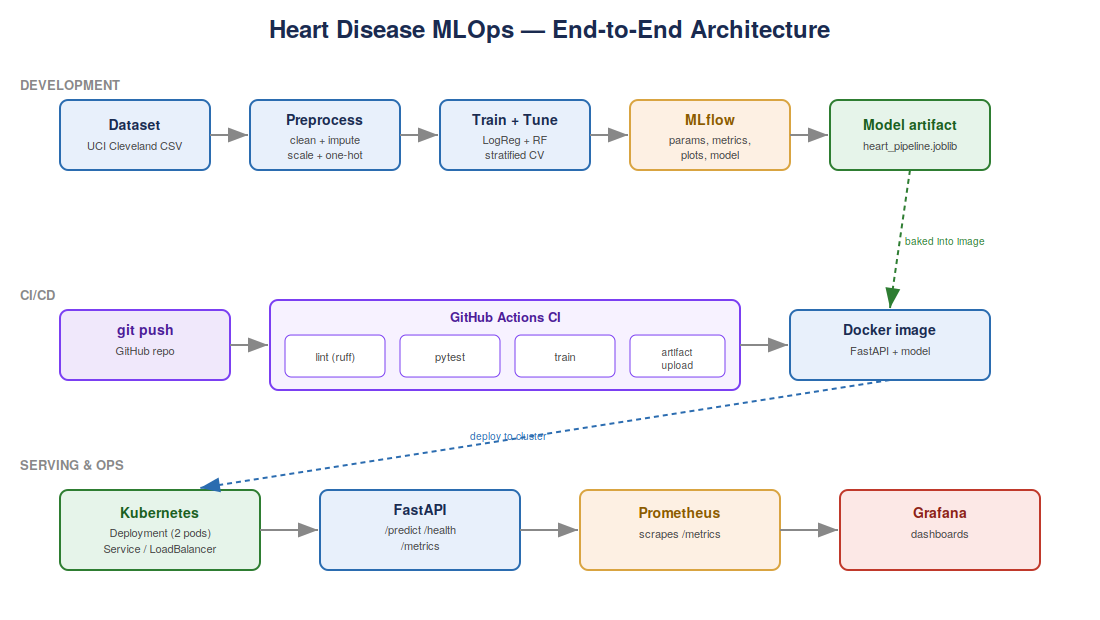 Heart Disease MLOps — End-to-End Architecture
DEVELOPMENT
Dataset
UCI Cleveland CSV
Preprocess
clean + impute
scale + one-hot
Train + Tune
LogReg + RF
stratified CV
MLflow
params, metrics,
plots, model
Model artifact
heart_pipeline.joblib
baked into image
CI/CD
git push
GitHub repo
GitHub Actions CI
lint (ruff)
pytest
train
artifact
upload
Docker image
FastAPI + model
deploy to cluster
SERVING & OPS
Kubernetes
Deployment (2 pods)
Service / LoadBalancer
FastAPI
/predict /health
/metrics
Prometheus
scrapes /metrics
Grafana
dashboards